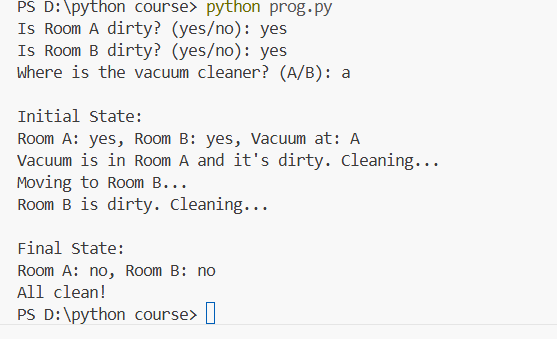 PS D:\python course> python prog.py
Is Room A dirty? (yes/no): yes
Is Room B dirty? (yes/no): yes
Where is the vacuum cleaner? (A/B): a
Initial State:
Room A: yes, Room B: yes, Vacuum at: A
Vacuum is in Room A and it's dirty. Cleaning...
Moving to Room B...
Room B is dirty. Cleaning...
Final State:
Room A: no, Room B: no
All clean!
PS D:\python course>